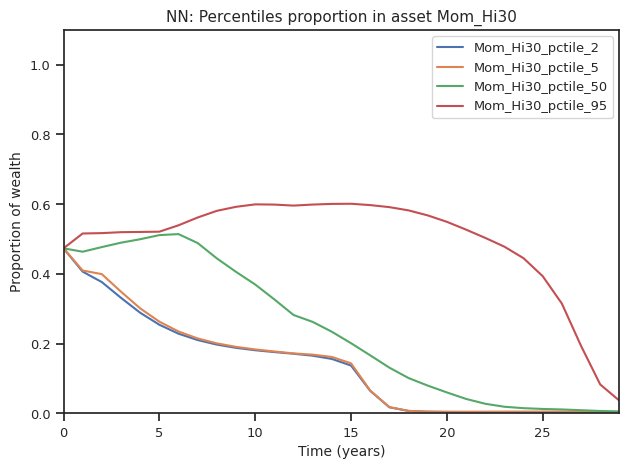 NN: Percentiles proportion in asset Mom_Hi30
Mom_Hi30_pctile_2
Mom_Hi30_pctile_5
Mom_Hi30_pctile_50
Mom_Hi30_pctile_95
Proportion of wealth
1.0
0.8
0.6
0.4
0.2
0.0
0 5 10 15 20 25
Time (years)